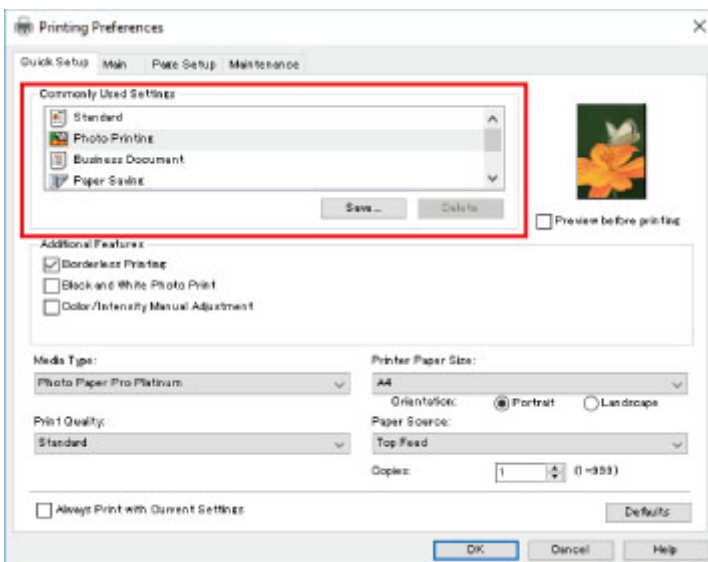 Printing Preferences
Quick Setup Main Page Setup Maintenance
Commonly Used Settings
Standard
Photo Printing
Business Document
Paper Saving
Save... Delete
Preview before printing
Additional Features
Borderless Printing
Black and White Photo Print
Color/Intensity Manual Adjustment
Media Type: Printer Paper Size:
Photo Paper Pro Platinum A4
Orientation: Portrait Landscape
Print Quality: Paper Source:
Standard Top Feed
Copies: 1 (1-999)
Always Print with Current Settings Defaults
OK Cancel Help